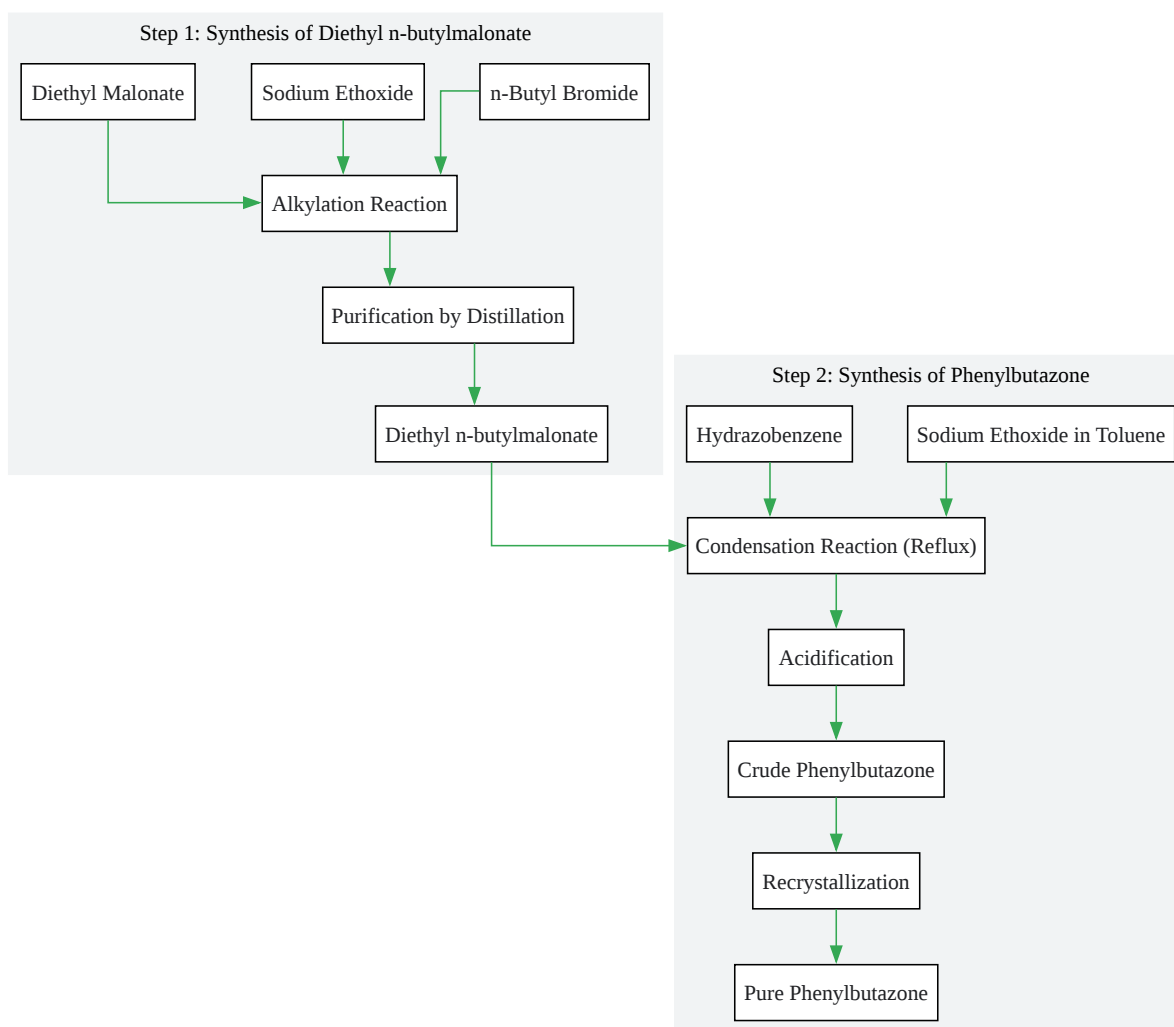 Step 1: Synthesis of Diethyl n-butylmalonate
Diethyl Malonate
Sodium Ethoxide
n-Butyl Bromide
Alkylation Reaction
Purification by Distillation
Diethyl n-butylmalonate
Step 2: Synthesis of Phenylbutazone
Hydrazobenzene
Sodium Ethoxide in Toluene
Condensation Reaction (Reflux)
Acidification
Crude Phenylbutazone
Recrystallization
Pure Phenylbutazone